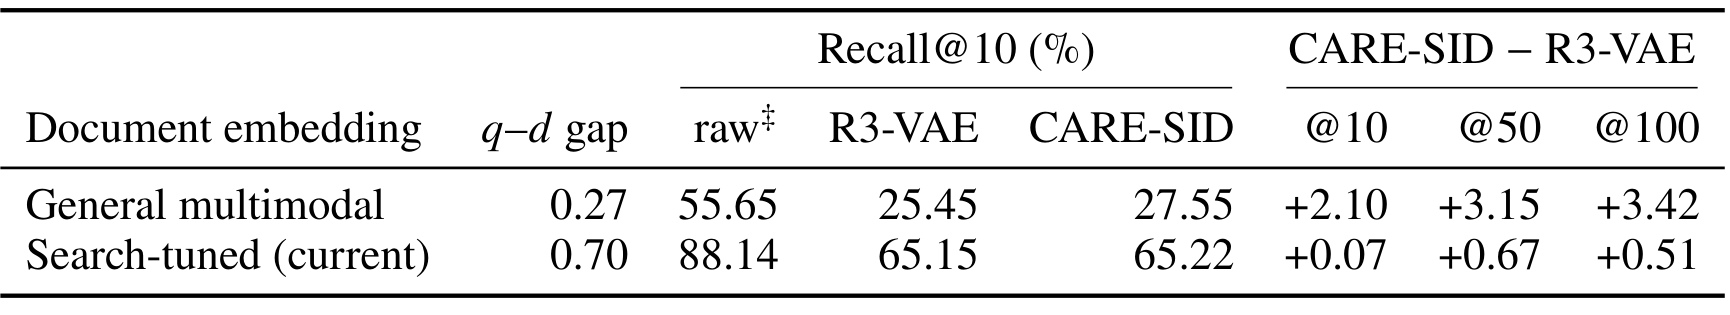 Recall@10 (%) CARE-SID − R3-VAE
Document embedding q–d gap raw‡ R3-VAE CARE-SID @10 @50 @100
General multimodal 0.27 55.65 25.45 27.55 +2.10 +3.15 +3.42
Search-tuned (current) 0.70 88.14 65.15 65.22 +0.07 +0.67 +0.51